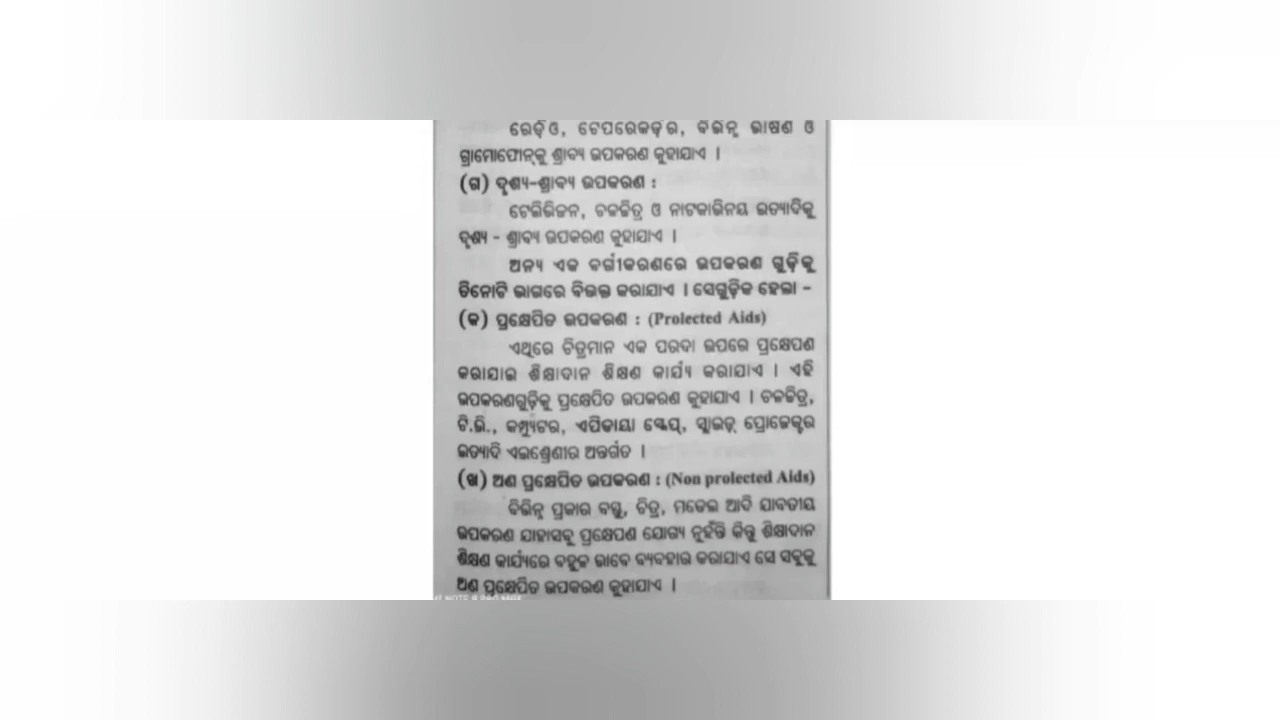 ରେଡ଼ିଓ, ଟେପରେକର୍ଡ଼ର, ବିଭିନ୍ନ ଭାଷଣ ଓ
ଗ୍ରାମୋଫୋନ୍‌କୁ ଶ୍ରାବ୍ୟ ଉପକରଣ କୁହାଯାଏ ।
(ଗ) ଦୃଶ୍ୟ-ଶ୍ରାବ୍ୟ ଉପକରଣ :
ଟେଲିଭିଜନ, ଚଳଚ୍ଚିତ୍ର ଓ ନାଟକାଭିନୟ ଇତ୍ୟାଦିକୁ
ଦୃଶ୍ୟ - ଶ୍ରାବ୍ୟ ଉପକରଣ କୁହାଯାଏ ।
ଅନ୍ୟ ଏକ ବର୍ଗୀକରଣରେ ଉପକରଣ ଗୁଡ଼ିକୁ
ତିନୋଟି ଭାଗରେ ବିଭକ୍ତ କରାଯାଏ । ସେଗୁଡ଼ିକ ହେଲା -
(କ) ପ୍ରକ୍ଷେପିତ ଉପକରଣ : (Prolected Aids)
ଏଥିରେ ଚିତ୍ରମାନ ଏକ ପରଦା ଉପରେ ପ୍ରକ୍ଷେପଣ
କରାଯାଇ ଶିକ୍ଷାଦାନ ଶିକ୍ଷଣ କାର୍ଯ୍ୟ କରାଯାଏ । ଏହି
ଉପକରଣଗୁଡ଼ିକୁ ପ୍ରକ୍ଷେପିତ ଉପକରଣ କୁହାଯାଏ । ଚଳଚ୍ଚିତ୍ର,
ଟି.ଭି., କମ୍ପ୍ୟୁଟର, ଏପିଡାୟା ସ୍କୋପ୍, ସ୍ଲାଇଡ୍ ପ୍ରୋଜେକ୍ଟର
ଇତ୍ୟାଦି ଏଇଶ୍ରେଣୀର ଅନ୍ତର୍ଗତ ।
(ଖ) ଅଣ ପ୍ରକ୍ଷେପିତ ଉପକରଣ : (Non prolected Aids)
ବିଭିନ୍ନ ପ୍ରକାର ବସ୍ତୁ, ଚିତ୍ର, ମଡେଲ ଆଦି ଯାବତୀୟ
ଉପକରଣ ଯାହାସବୁ ପ୍ରକ୍ଷେପଣ ଯୋଗ୍ୟ ନୁହଁନ୍ତି କିନ୍ତୁ ଶିକ୍ଷାଦାନ
ଶିକ୍ଷଣ କାର୍ଯ୍ୟରେ ବହୁଳ ଭାବେ ବ୍ୟବହାର କରାଯାଏ ସେ ସବୁକୁ
ଅଣ ପ୍ରକ୍ଷେପିତ ଉପକରଣ କୁହାଯାଏ ।